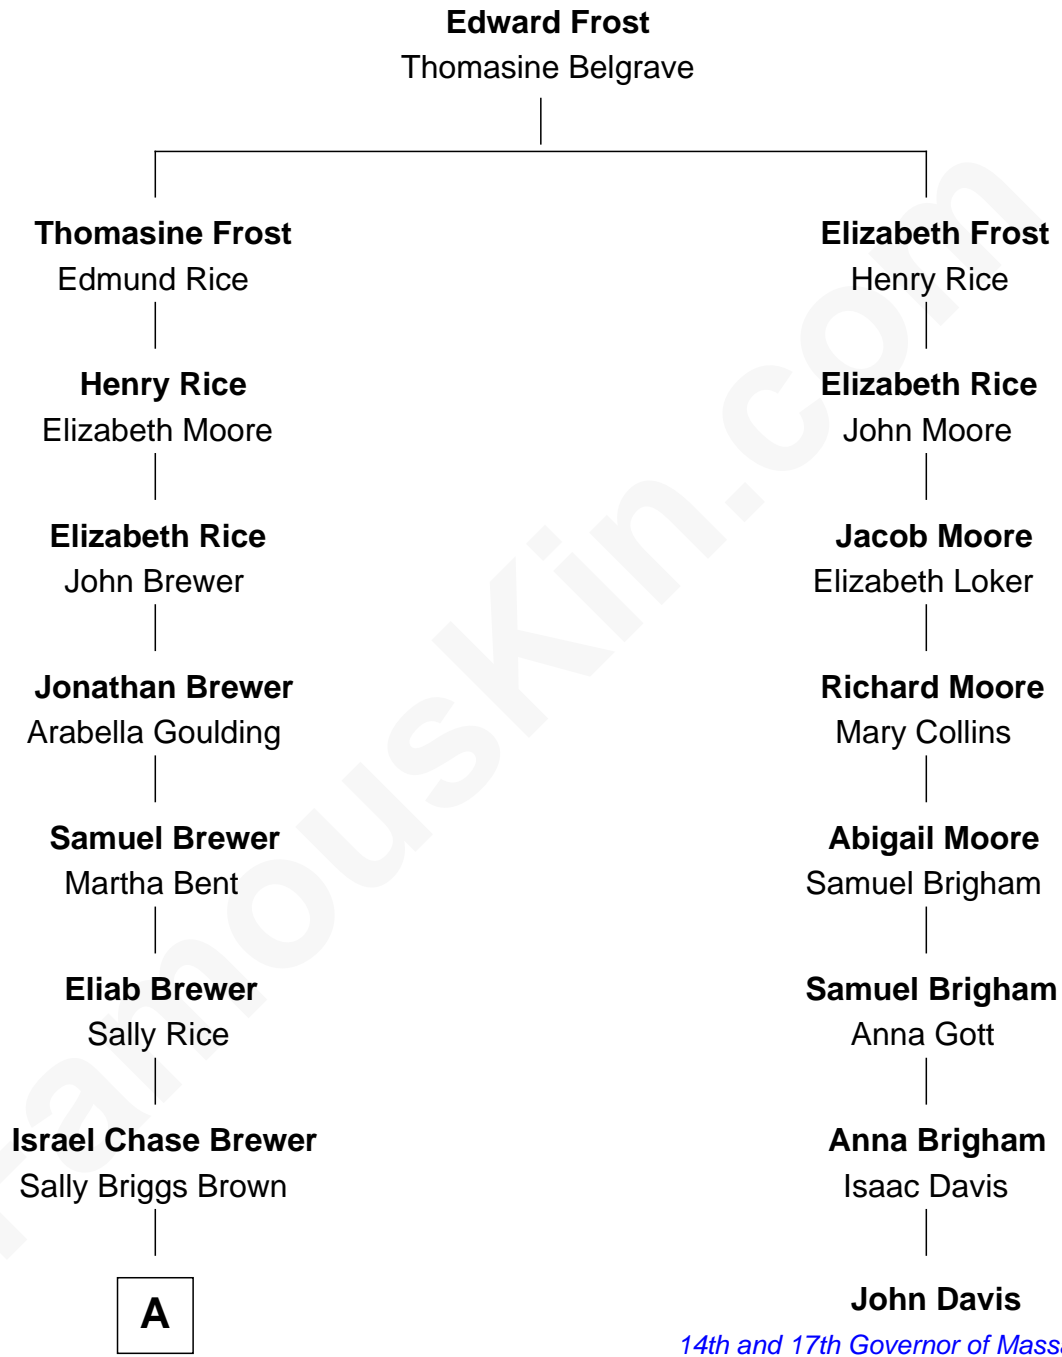 Edward Frost
Thomasine Belgrave
Thomasine Frost
Edmund Rice
Henry Rice
Elizabeth Moore
Elizabeth Rice
John Brewer
Jonathan Brewer
Arabella Goulding
Samuel Brewer
Martha Bent
Eliab Brewer
Sally Rice
Israel Chase Brewer
Sally Briggs Brown
A
Elizabeth Frost
Henry Rice
Elizabeth Rice
John Moore
Jacob Moore
Elizabeth Loker
Richard Moore
Mary Collins
Abigail Moore
Samuel Brigham
Samuel Brigham
Anna Gott
Anna Brigham
Isaac Davis
John Davis
14th and 17th Governor of Mass
FamousKin.com